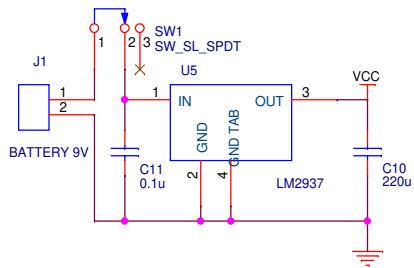 SW1
1 2 3 SW_SL_SPDT
J1
U5
VCC
1
2
1 IN OUT 3
GND
GND TAB
BATTERY 9V
C11
0.1u
2
4
LM2937
C10
220u